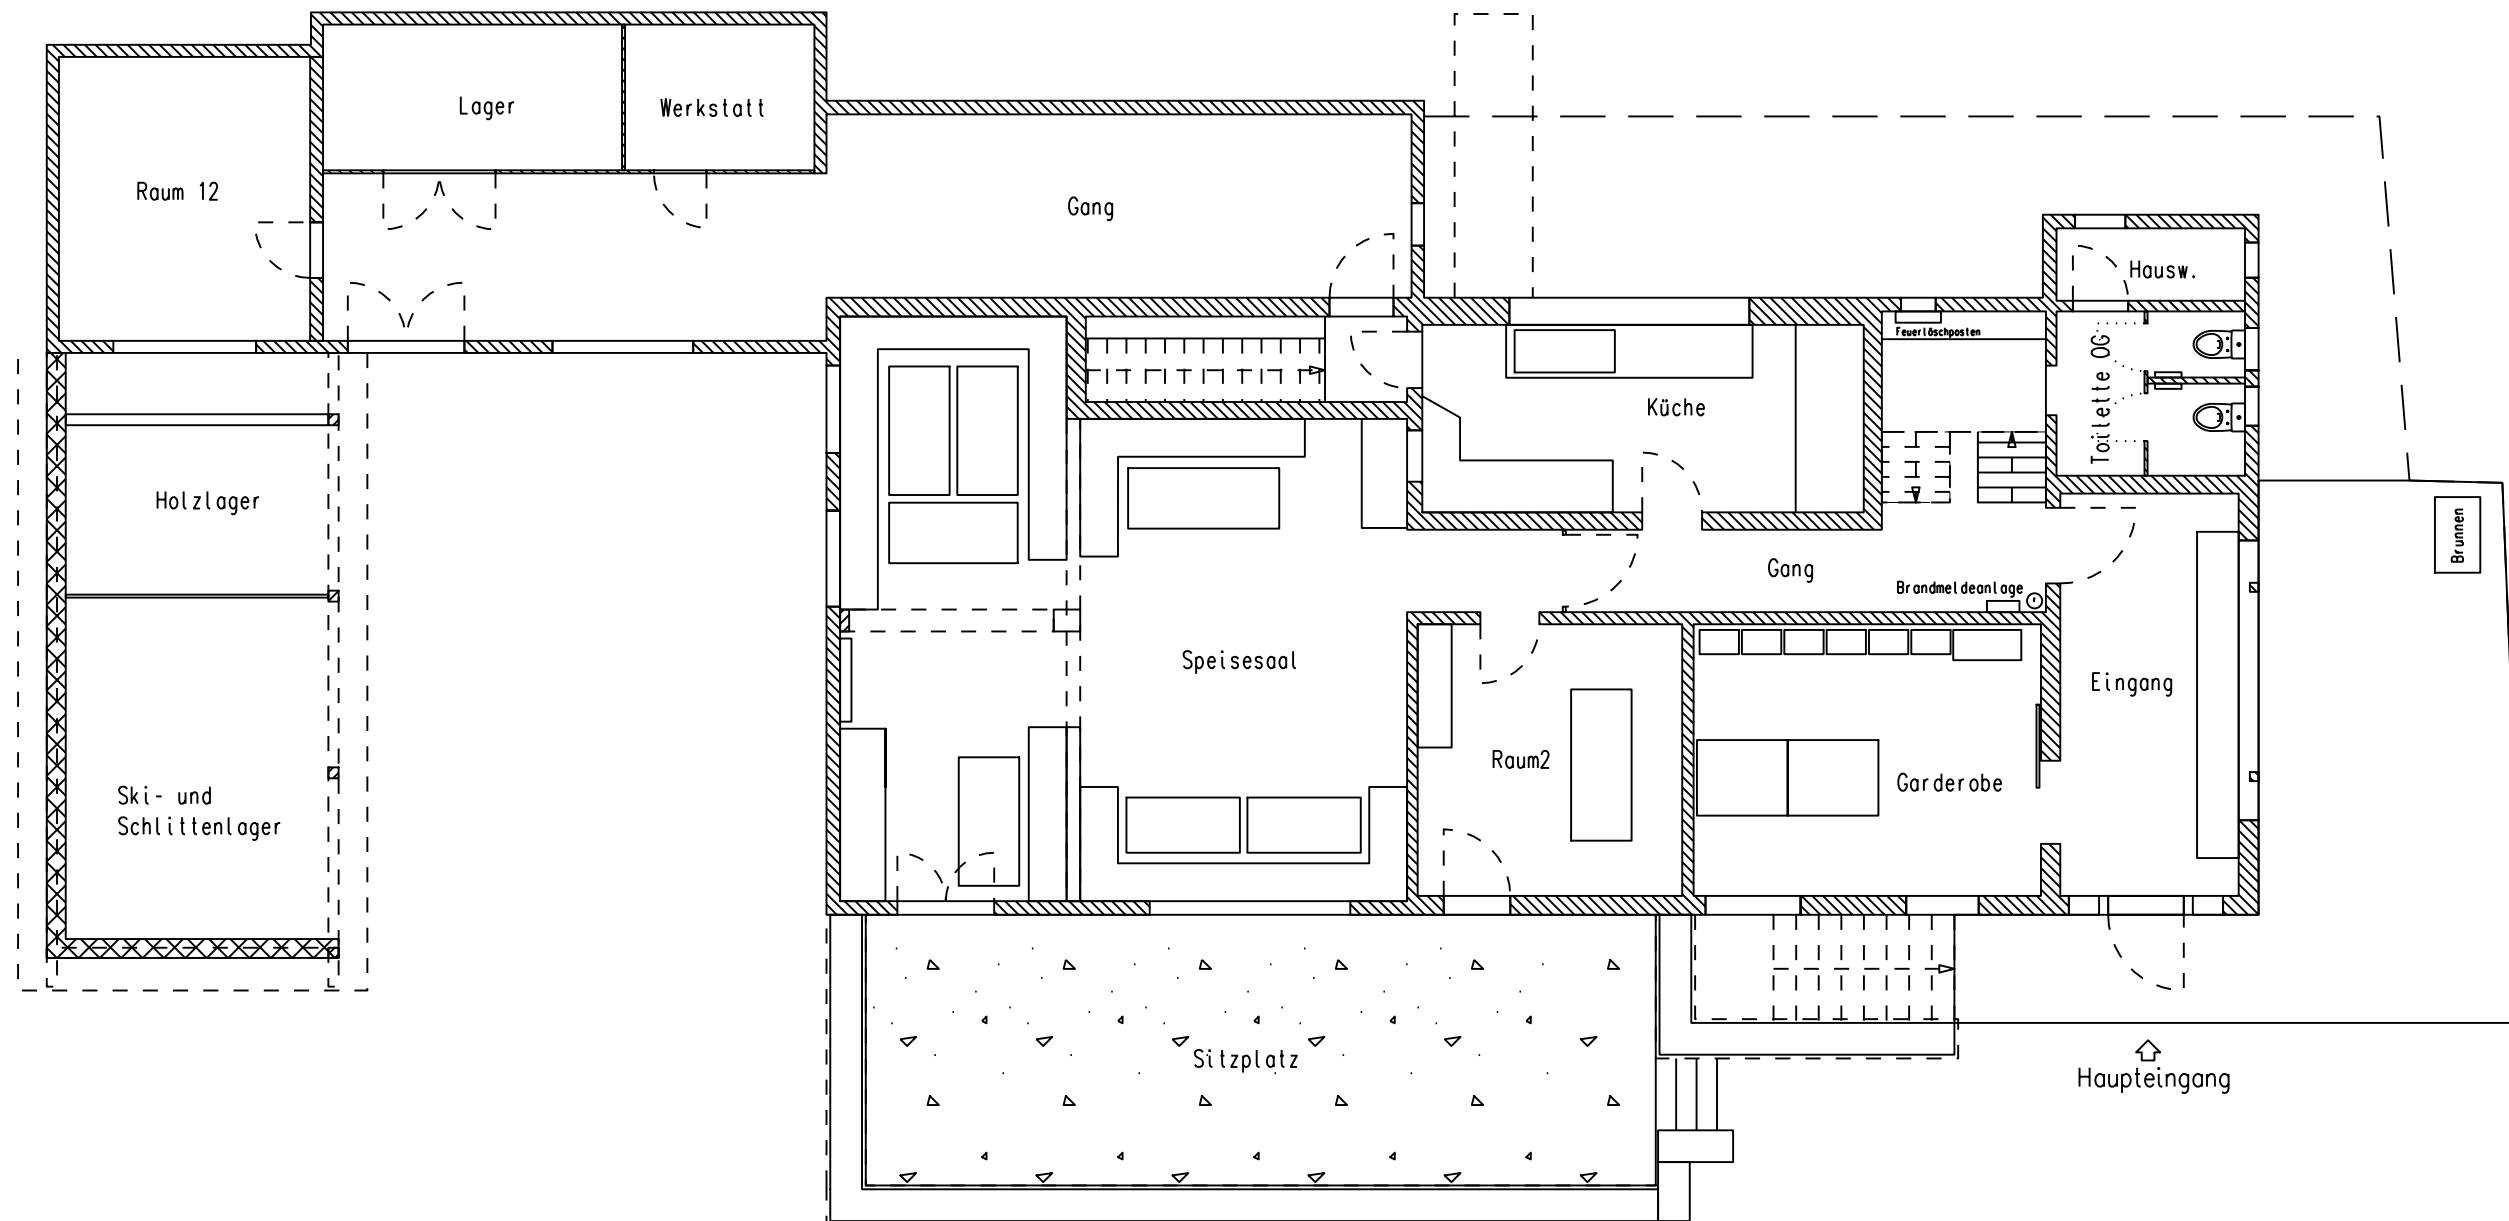 Lager
Werkstatt
Raum 12
Gang
Hausw.
Feuerlöschposten
Toilette OG
Küche
Holzlager
Brunnen
Gang
Brandmeldeanlage
Speisesaal
Eingang
Raum2
Garderobe
Ski- und
Schlittenlager
Sitzplatz
Haupteingang